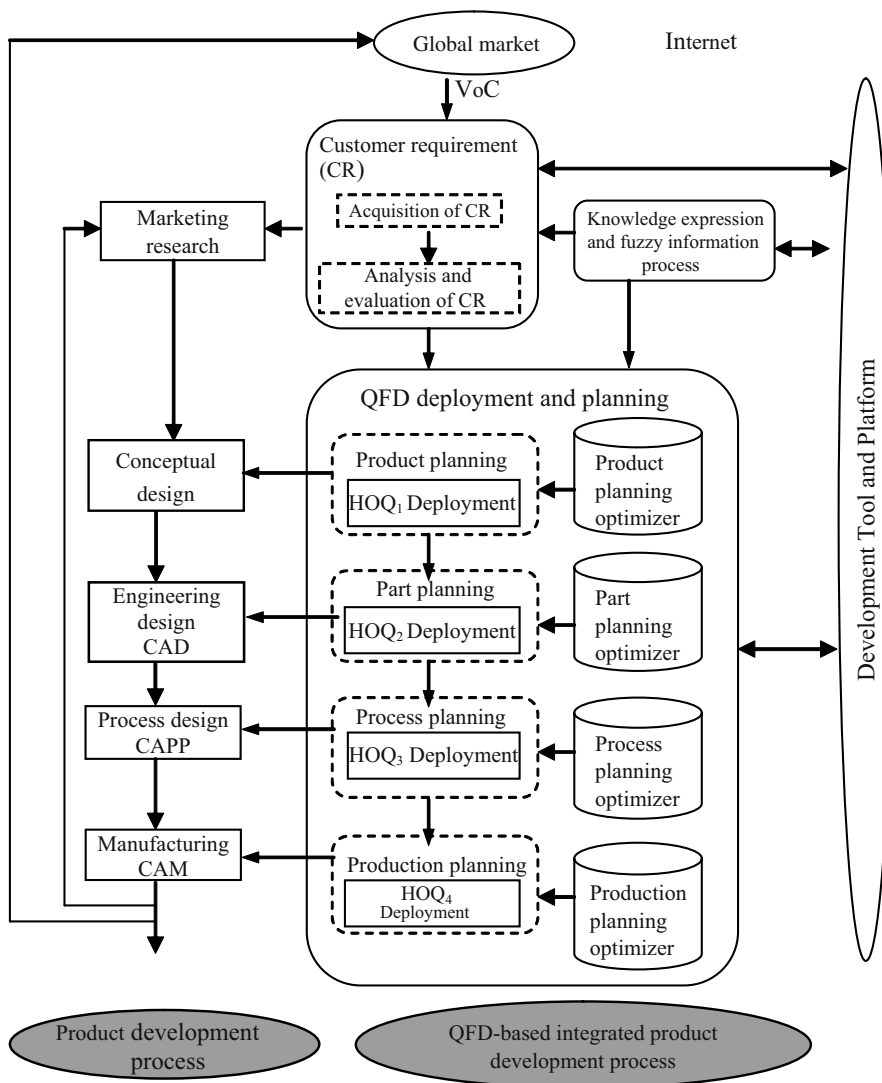 Global market
Internet
VoC
Customer requirement
(CR)
Acquisition of CR
Analysis and
evaluation of CR
Marketing
research
Knowledge expression
and fuzzy information
process
Development Tool and Platform
QFD deployment and planning
Conceptual
design
Product planning
HOQ₁ Deployment
Product
planning
optimizer
Engineering
design
CAD
Part planning
HOQ₂ Deployment
Part
planning
optimizer
Process design
CAPP
Process planning
HOQ₃ Deployment
Process
planning
optimizer
Manufacturing
CAM
Production planning
HOQ₄
Deployment
Production
planning
optimizer
Product development
process
QFD-based integrated product
development process